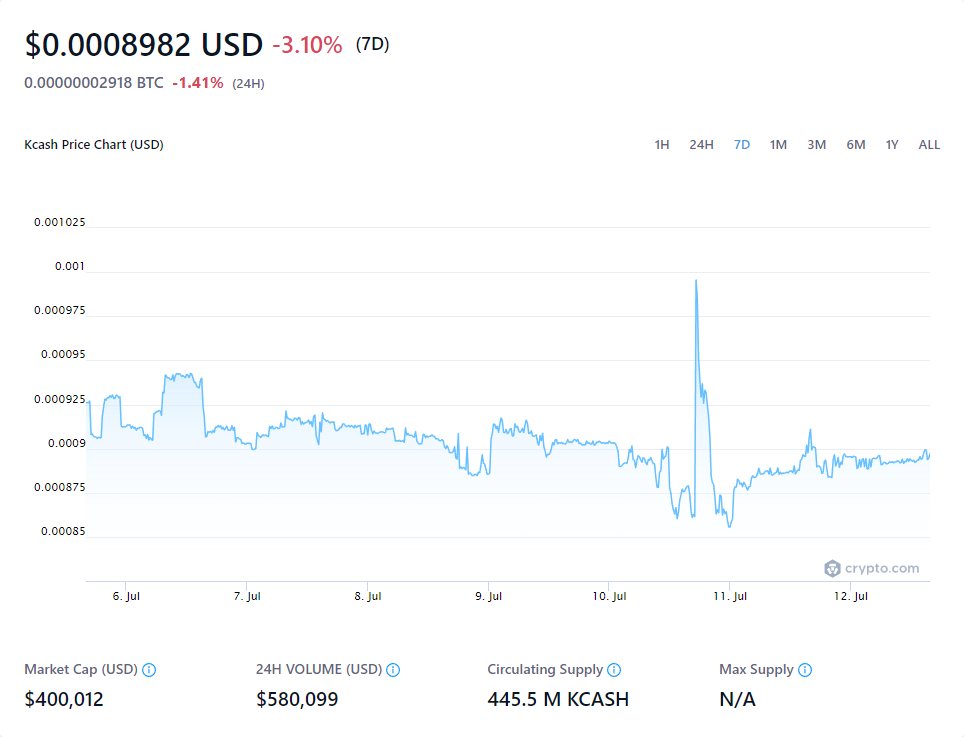 $0.0008982 USD -3.10% (7D)
0.00000002918 BTC -1.41% (24H)
Kcash Price Chart (USD) 1H 24H 7D 1M 3M 6M 1Y ALL
0.001025
0.001
0.000975
0.00095
0.000925
0.0009
0.000875
0.00085
crypto.com
6. Jul 7. Jul 8. Jul 9. Jul 10. Jul 11. Jul 12. Jul
Market Cap (USD) 24H VOLUME (USD) Circulating Supply Max Supply
$400,012 $580,099 445.5 M KCASH N/A